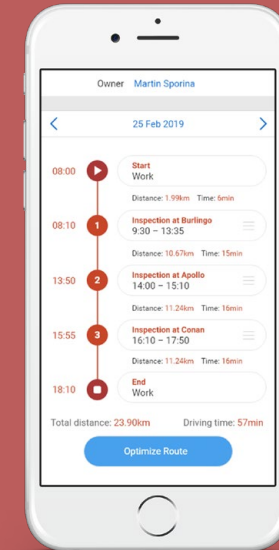 Owner Martin Sporina
25 Feb 2019
08:00
Start
Work
Distance: 1.99km Time: 6min
08:10
1
Inspection at Burlingo
9:30 – 13:35
Distance: 10.67km Time: 15min
13:50
2
Inspection at Apollo
14:00 – 15:10
Distance: 11.24km Time: 16min
15:55
3
Inspection at Conan
16:10 – 17:50
Distance: 11.24km Time: 16min
18:10
End
Work
Total distance: 23.90km Driving time: 57min
Optimize Route